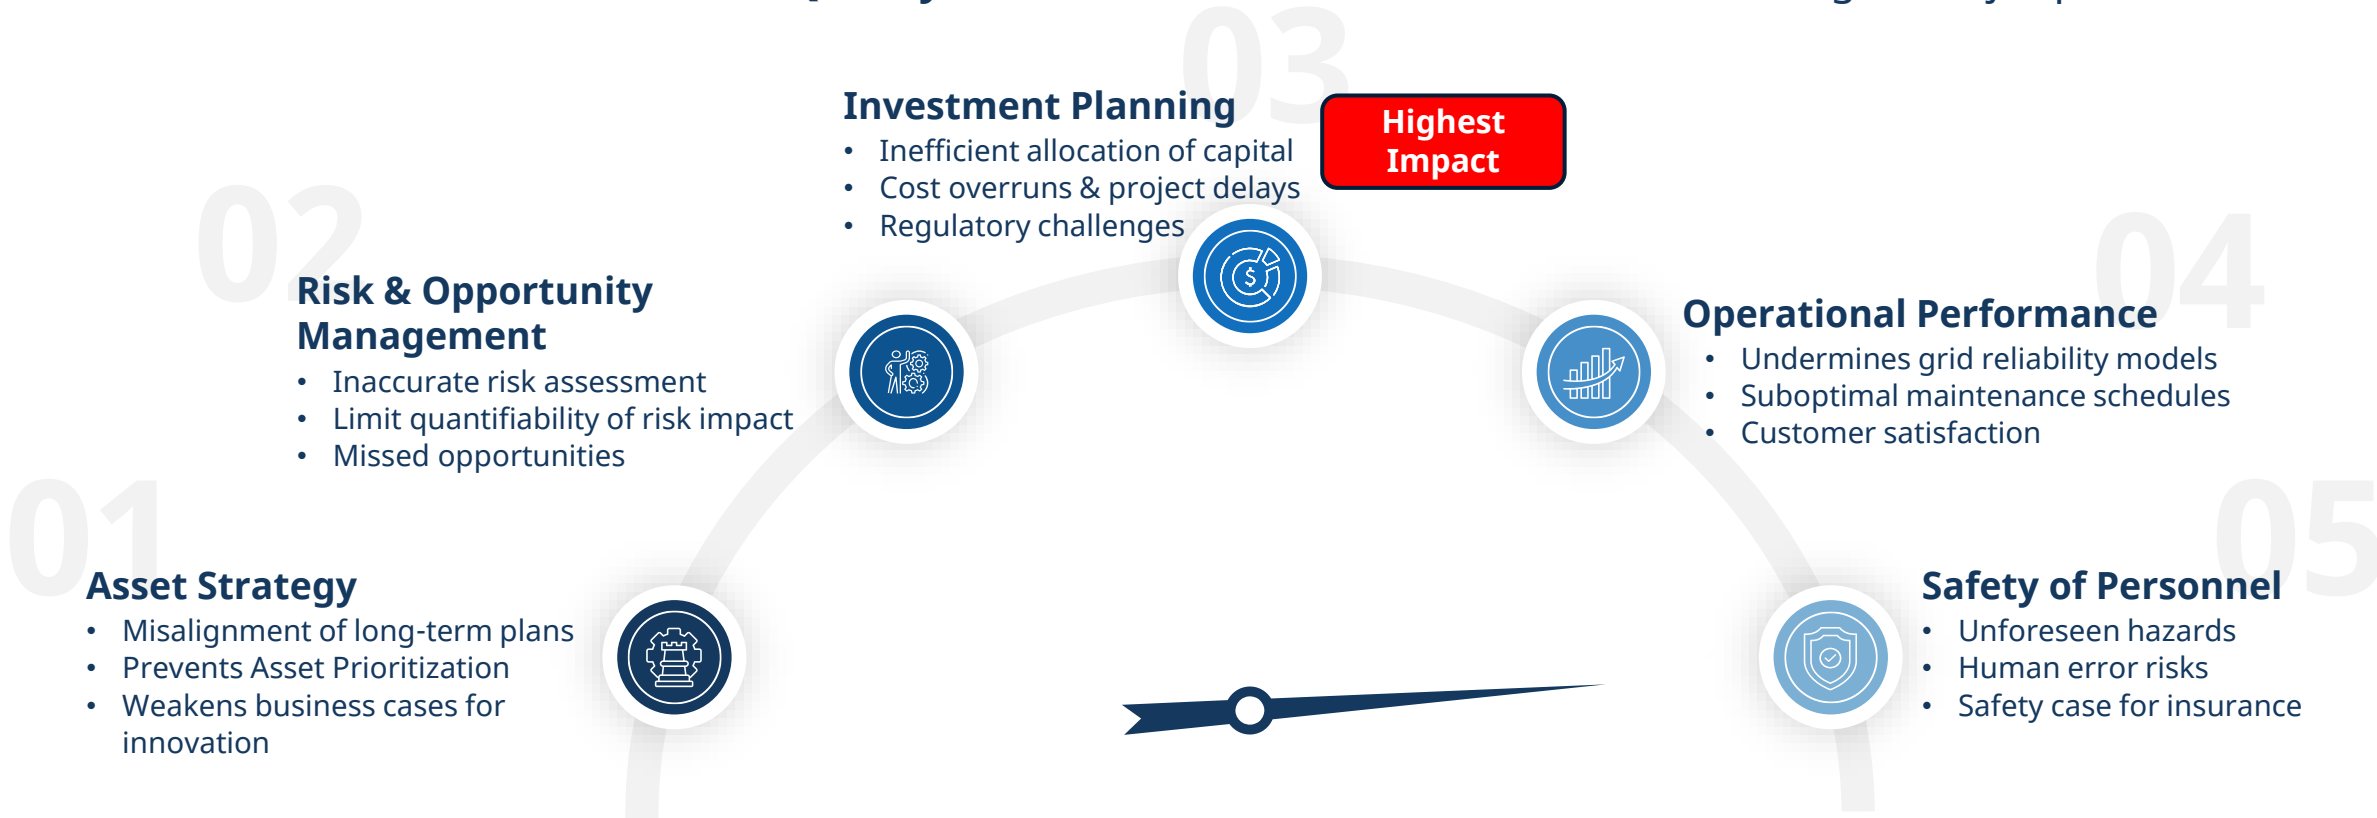 03
Investment Planning
• Inefficient allocation of capital
• Cost overruns & project delays
• Regulatory challenges
Highest
Impact
02
Risk & Opportunity
Management
• Inaccurate risk assessment
• Limit quantifiability of risk impact
• Missed opportunities
04
Operational Performance
• Undermines grid reliability models
• Suboptimal maintenance schedules
• Customer satisfaction
01
Asset Strategy
• Misalignment of long-term plans
• Prevents Asset Prioritization
• Weakens business cases for
innovation
05
Safety of Personnel
• Unforeseen hazards
• Human error risks
• Safety case for insurance
$